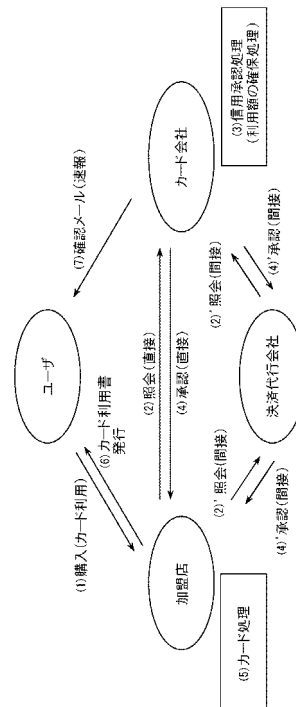 ユーザ
(1)購入(カード利用)
(6)カード利用書
発行
(7)確認メール(速報)
加盟店
(2)照会(直接)
(4)承認(直接)
カード会社
(5)カード処理
(3)信用承認処理
(利用額の確保処理)
(2)'照会(間接)
(4)'承認(間接)
決済代行会社
(2)'照会(間接)
(4)'承認(間接)